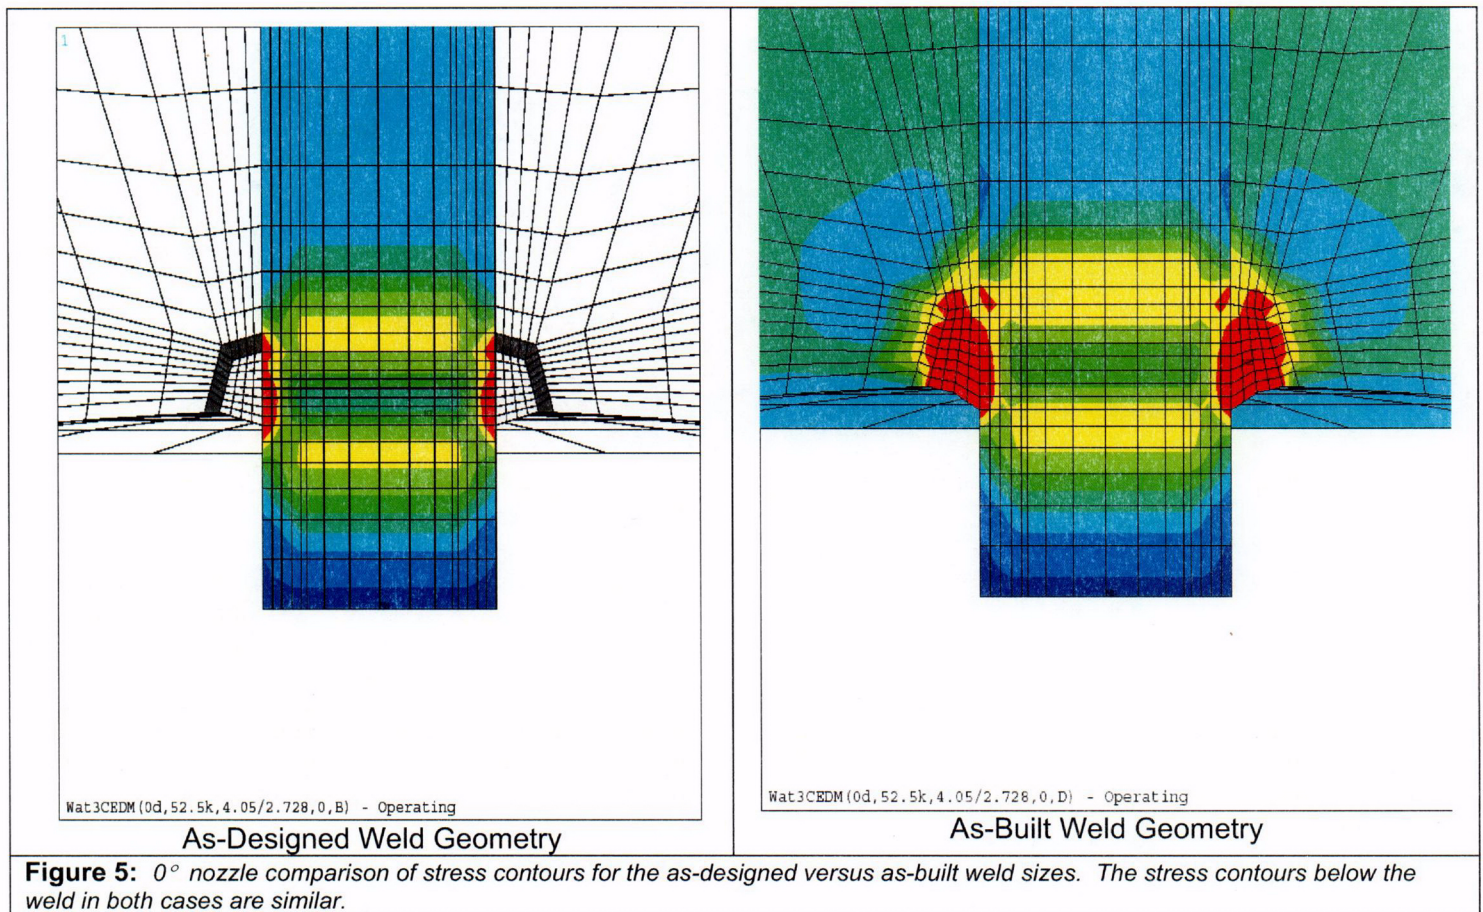 1
Wat3CEDM(0d,52.5k,4.05/2.728,0,B) - Operating
As-Designed Weld Geometry
Wat3CEDM(0d,52.5k,4.05/2.728,0,D) - Operating
As-Built Weld Geometry
Figure 5: 0° nozzle comparison of stress contours for the as-designed versus as-built weld sizes. The stress contours below the
weld in both cases are similar.